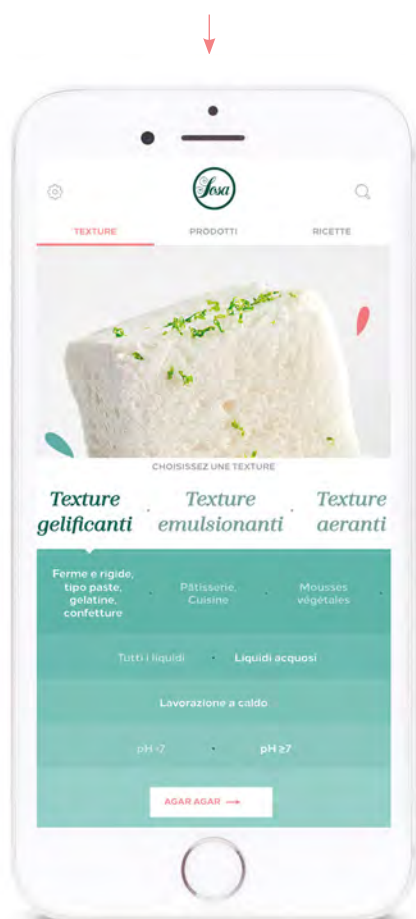 Sosa
TEXTURE PRODOTTI RICETTE
CHOISISSEZ UNE TEXTURE
Texture · Texture · Texture
gelificanti emulsionanti aeranti
Ferme e rigide,
tipo paste,
gelatine,
confetture
·
Pâtisserie,
Cuisine
·
Mousses
végétales
·
Tutti i liquidi · Liquidi acquosi
Lavorazione a caldo
pH <7 · pH ≥7
AGAR AGAR →